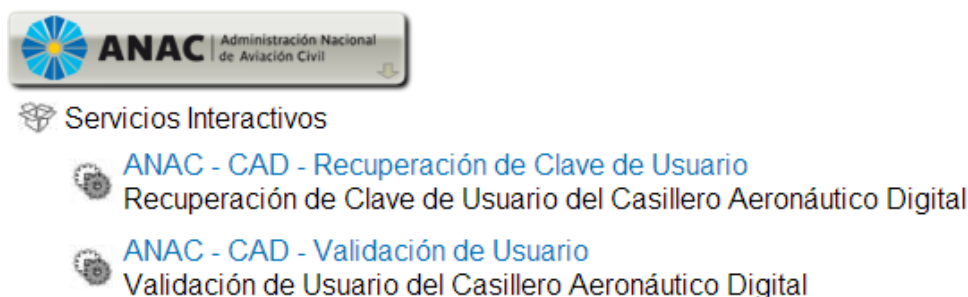 ANAC Administración Nacional
de Aviación Civil
Servicios Interactivos
ANAC - CAD - Recuperación de Clave de Usuario
Recuperación de Clave de Usuario del Casillero Aeronáutico Digital
ANAC - CAD - Validación de Usuario
Validación de Usuario del Casillero Aeronáutico Digital